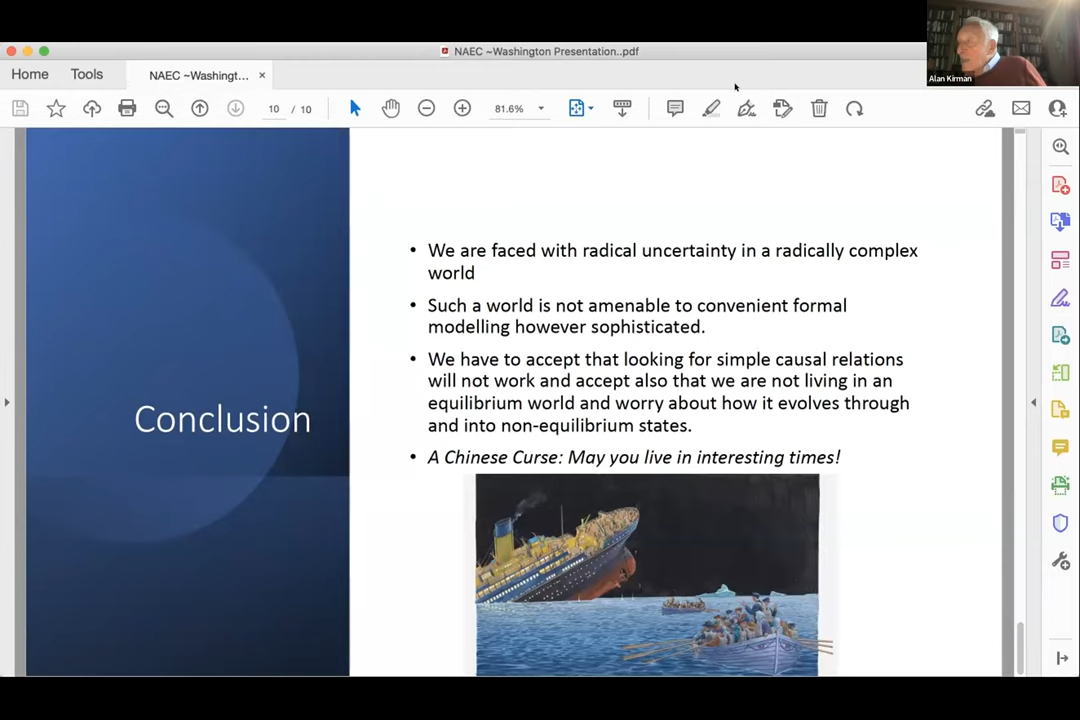 NAEC ~Washington Presentation..pdf
Alan Kirman
Home
Tools
NAEC ~Washingt...
10 / 10
81.6%
We are faced with radical uncertainty in a radically complex
world
Such a world is not amenable to convenient formal
modelling however sophisticated.
We have to accept that looking for simple causal relations
will not work and accept also that we are not living in an
equilibrium world and worry about how it evolves through
and into non-equilibrium states.
A Chinese Curse: May you live in interesting times!
Conclusion